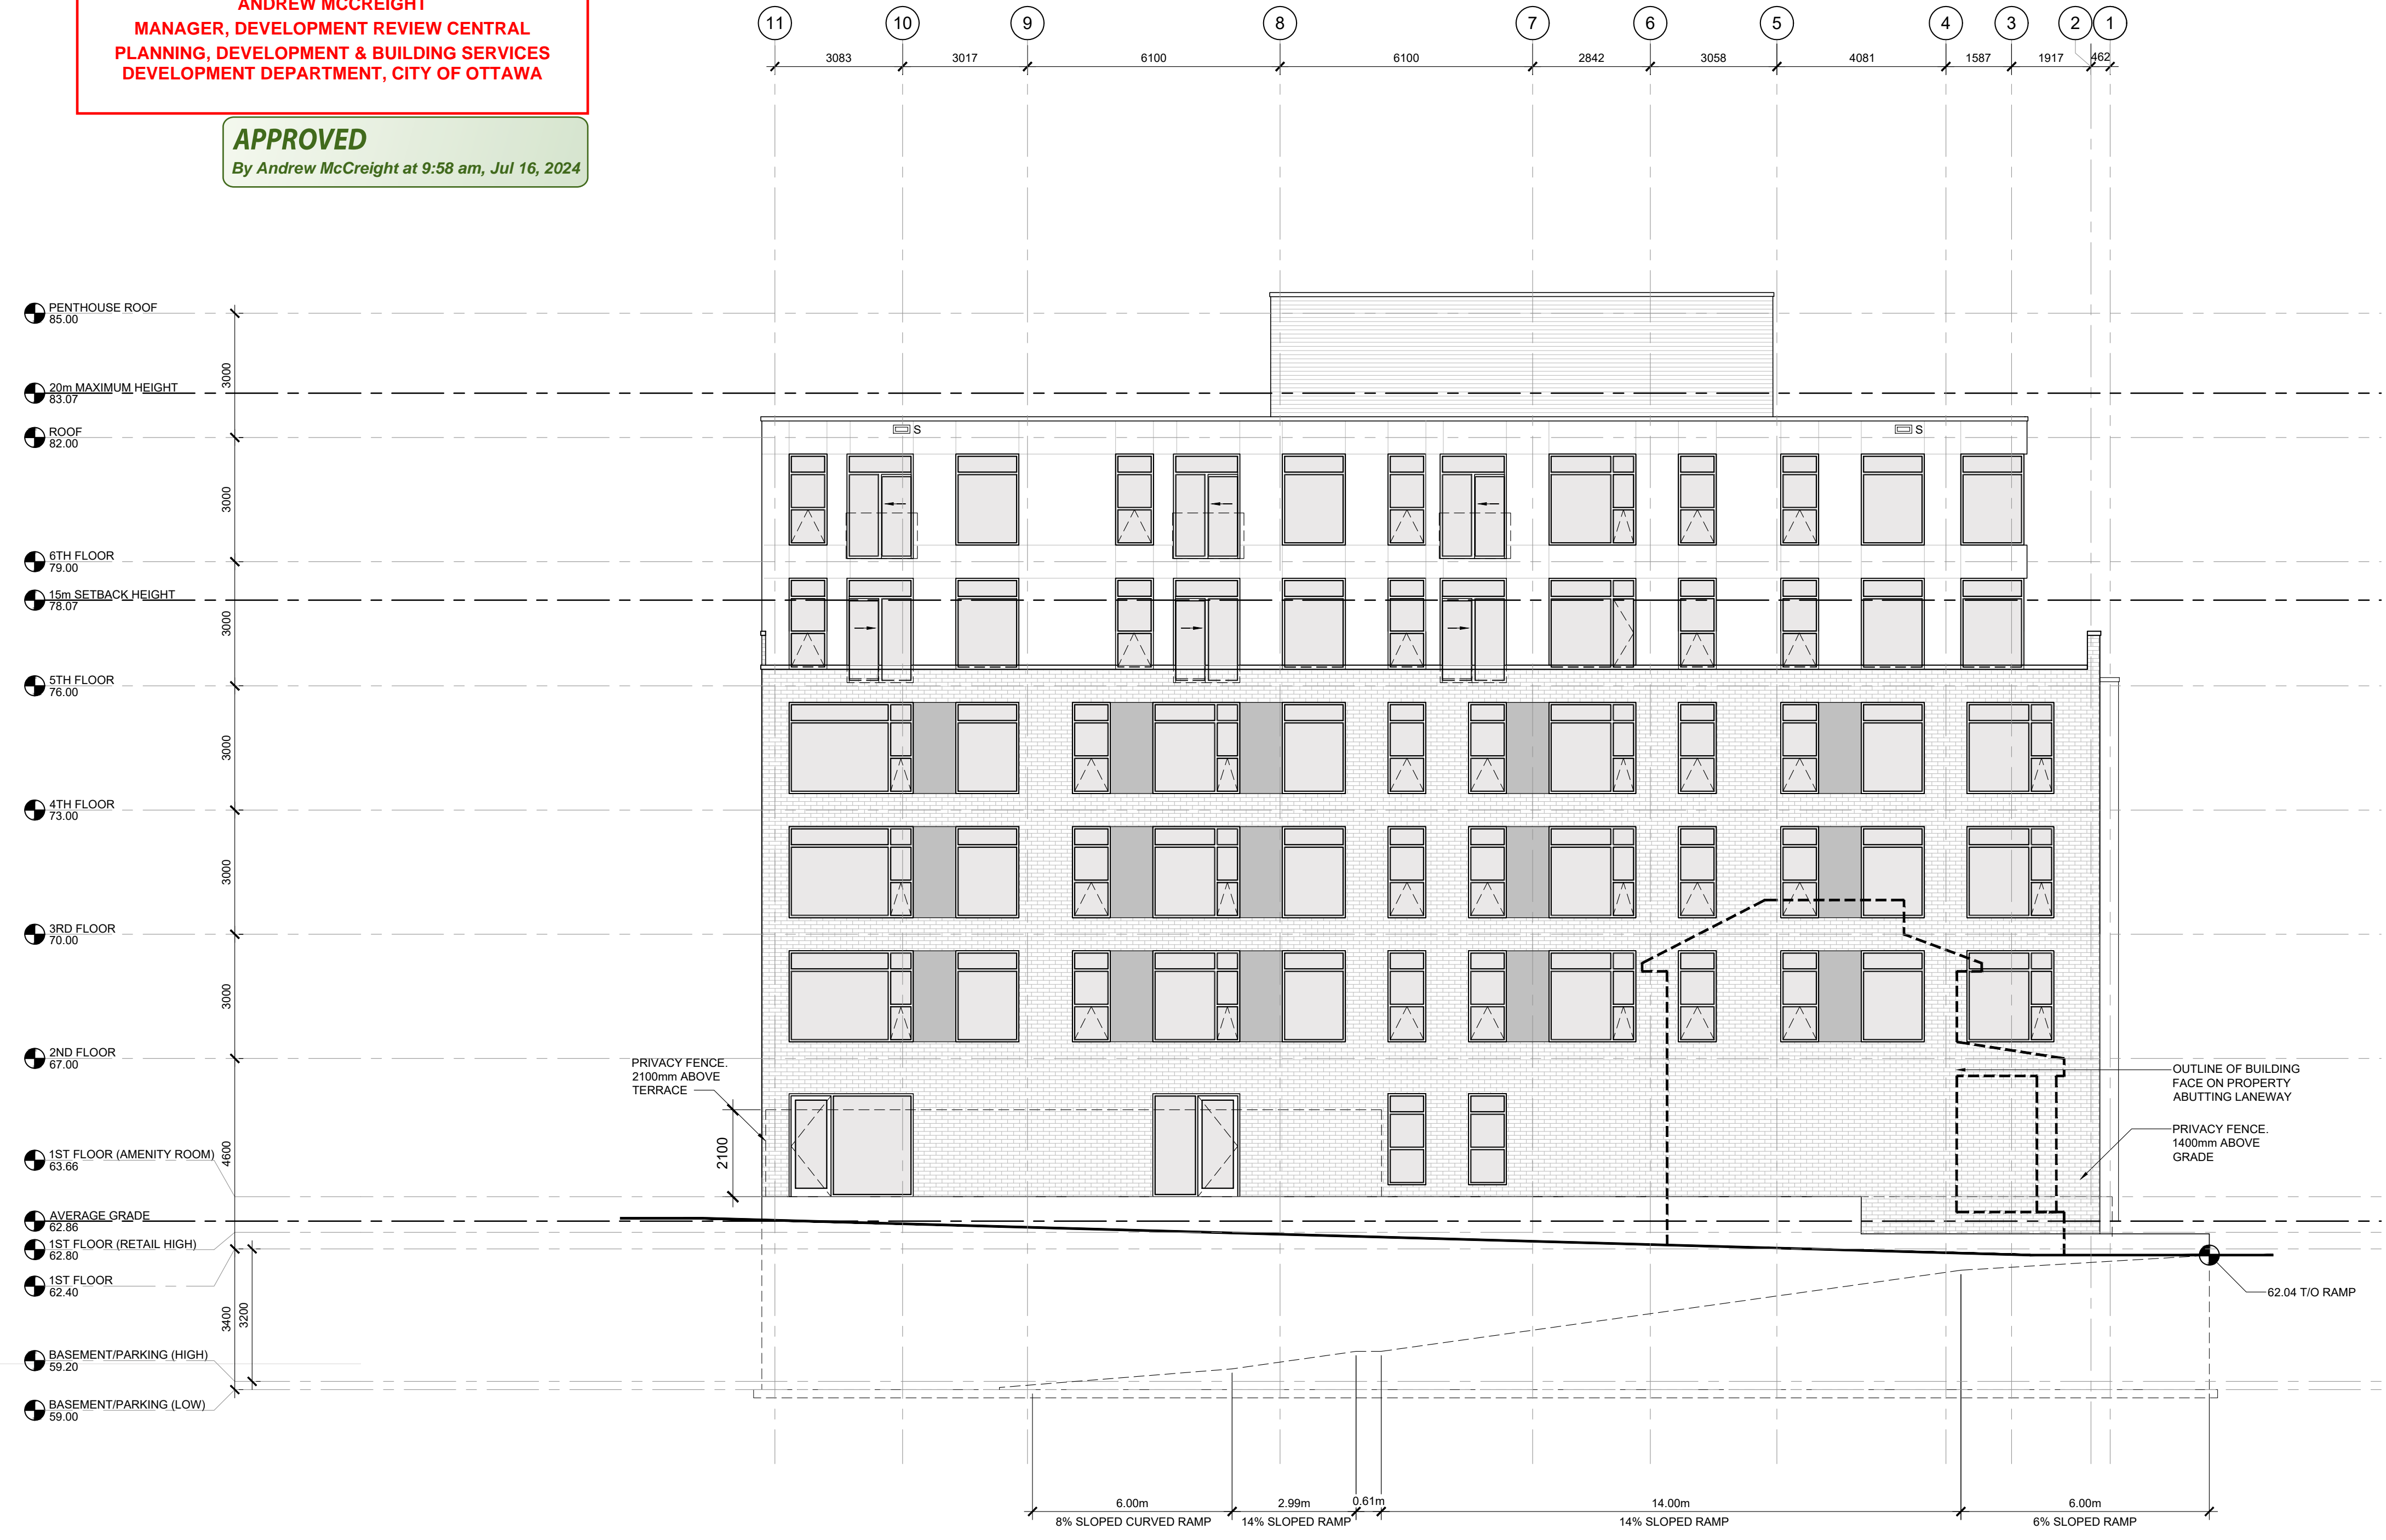 ANDREW MCCREIGHT
MANAGER, DEVELOPMENT REVIEW CENTRAL
PLANNING, DEVELOPMENT & BUILDING SERVICES
DEVELOPMENT DEPARTMENT, CITY OF OTTAWA
APPROVED
By Andrew McCreight at 9:58 am, Jul 16, 2024
11 10 9 8 7 6 5 4 3 2 1
3083 3017 6100 6100 2842 3058 4081 1587 1917 462
PENTHOUSE ROOF
85.00
3000
20m MAXIMUM HEIGHT
83.07
ROOF
82.00
S S
3000
6TH FLOOR
79.00
15m SETBACK HEIGHT
78.07
3000
5TH FLOOR
76.00
3000
4TH FLOOR
73.00
3000
3RD FLOOR
70.00
3000
2ND FLOOR
67.00
4600
1ST FLOOR (AMENITY ROOM)
63.66
AVERAGE GRADE
62.86
1ST FLOOR (RETAIL HIGH)
62.80
1ST FLOOR
62.40
3400
3200
BASEMENT/PARKING (HIGH)
59.20
BASEMENT/PARKING (LOW)
59.00
PRIVACY FENCE.
2100mm ABOVE
TERRACE
2100
OUTLINE OF BUILDING
FACE ON PROPERTY
ABUTTING LANEWAY
PRIVACY FENCE.
1400mm ABOVE
GRADE
62.04 T/O RAMP
6.00m 2.99m 0.61m 14.00m 6.00m
8% SLOPED CURVED RAMP 14% SLOPED RAMP 14% SLOPED RAMP 6% SLOPED RAMP